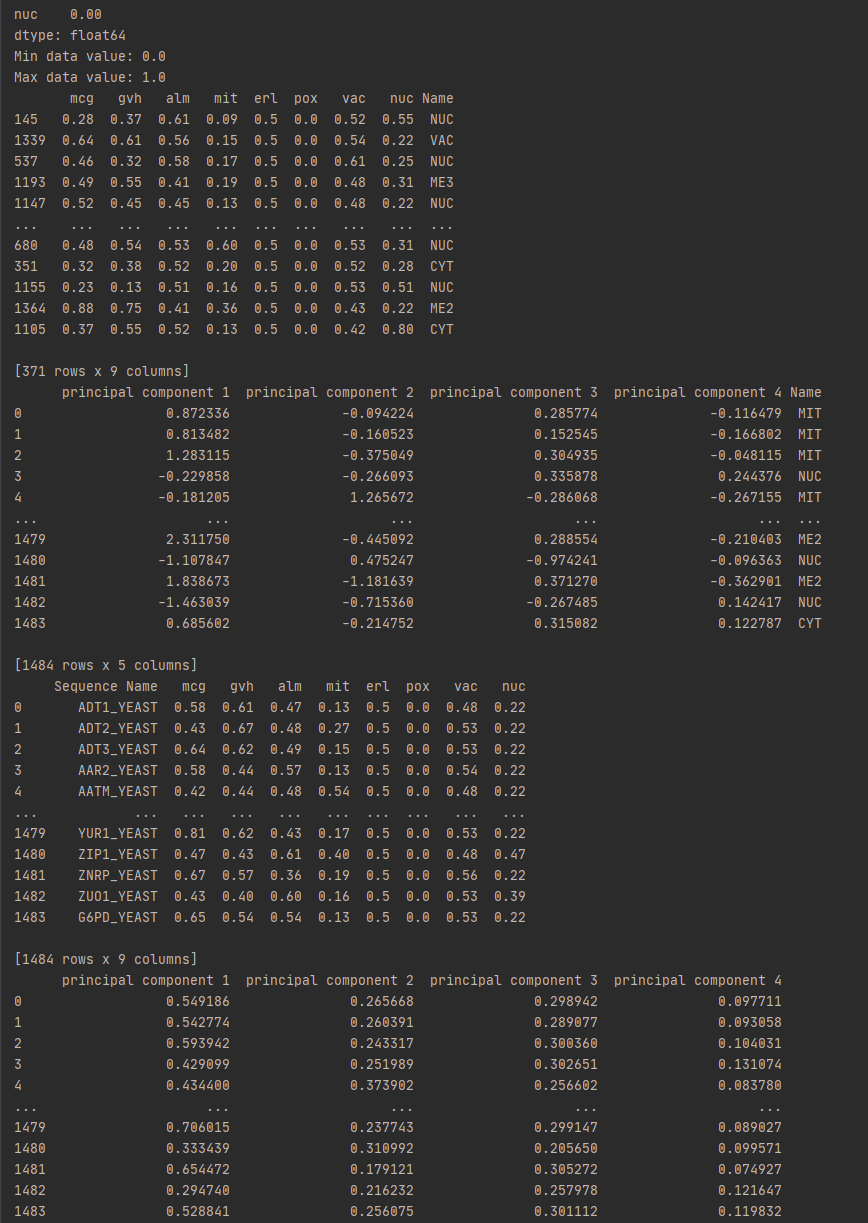 nuc    0.00
dtype: float64
Min data value: 0.0
Max data value: 1.0
       mcg   gvh   alm   mit  erl  pox   vac   nuc Name
145   0.28  0.37  0.61  0.09  0.5  0.0  0.52  0.55  NUC
1339  0.64  0.61  0.56  0.15  0.5  0.0  0.54  0.22  VAC
537   0.46  0.32  0.58  0.17  0.5  0.0  0.61  0.25  NUC
1193  0.49  0.55  0.41  0.19  0.5  0.0  0.48  0.31  ME3
1147  0.52  0.45  0.45  0.13  0.5  0.0  0.48  0.22  NUC
...    ...   ...   ...   ...  ...  ...   ...   ...  ...
680   0.48  0.54  0.53  0.60  0.5  0.0  0.53  0.31  NUC
351   0.32  0.38  0.52  0.20  0.5  0.0  0.52  0.28  CYT
1155  0.23  0.13  0.51  0.16  0.5  0.0  0.53  0.51  NUC
1364  0.88  0.75  0.41  0.36  0.5  0.0  0.43  0.22  ME2
1105  0.37  0.55  0.52  0.13  0.5  0.0  0.42  0.80  CYT
[371 rows x 9 columns]
      principal component 1  principal component 2  principal component 3  principal component 4 Name
0                  0.872336              -0.094224               0.285774              -0.116479  MIT
1                  0.813482              -0.160523               0.152545              -0.166802  MIT
2                  1.283115              -0.375049               0.304935              -0.048115  MIT
3                 -0.229858              -0.266093               0.335878               0.244376  NUC
4                 -0.181205               1.265672              -0.286068              -0.267155  MIT
...                     ...                    ...                    ...                    ...  ...
1479               2.311750              -0.445092               0.288554              -0.210403  ME2
1480              -1.107847               0.475247              -0.974241              -0.096363  NUC
1481               1.838673              -1.181639               0.371270              -0.362901  ME2
1482              -1.463039              -0.715360              -0.267485               0.142417  NUC
1483               0.685602              -0.214752               0.315082               0.122787  CYT
[1484 rows x 5 columns]
     Sequence Name   mcg   gvh   alm   mit  erl  pox   vac   nuc
0       ADT1_YEAST  0.58  0.61  0.47  0.13  0.5  0.0  0.48  0.22
1       ADT2_YEAST  0.43  0.67  0.48  0.27  0.5  0.0  0.53  0.22
2       ADT3_YEAST  0.64  0.62  0.49  0.15  0.5  0.0  0.53  0.22
3       AAR2_YEAST  0.58  0.44  0.57  0.13  0.5  0.0  0.54  0.22
4       AATM_YEAST  0.42  0.44  0.48  0.54  0.5  0.0  0.48  0.22
...            ...   ...   ...   ...   ...  ...  ...   ...   ...
1479    YUR1_YEAST  0.81  0.62  0.43  0.17  0.5  0.0  0.53  0.22
1480    ZIP1_YEAST  0.47  0.43  0.61  0.40  0.5  0.0  0.48  0.47
1481    ZNRP_YEAST  0.67  0.57  0.36  0.19  0.5  0.0  0.56  0.22
1482    ZUO1_YEAST  0.43  0.40  0.60  0.16  0.5  0.0  0.53  0.39
1483    G6PD_YEAST  0.65  0.54  0.54  0.13  0.5  0.0  0.53  0.22
[1484 rows x 9 columns]
      principal component 1  principal component 2  principal component 3  principal component 4
0                  0.549186               0.265668               0.298942               0.097711
1                  0.542774               0.260391               0.289077               0.093058
2                  0.593942               0.243317               0.300360               0.104031
3                  0.429099               0.251989               0.302651               0.131074
4                  0.434400               0.373902               0.256602               0.083780
...                     ...                    ...                    ...                    ...
1479               0.706015               0.237743               0.299147               0.089027
1480               0.333439               0.310992               0.205650               0.099571
1481               0.654472               0.179121               0.305272               0.074927
1482               0.294740               0.216232               0.257978               0.121647
1483               0.528841               0.256075               0.301112               0.119832